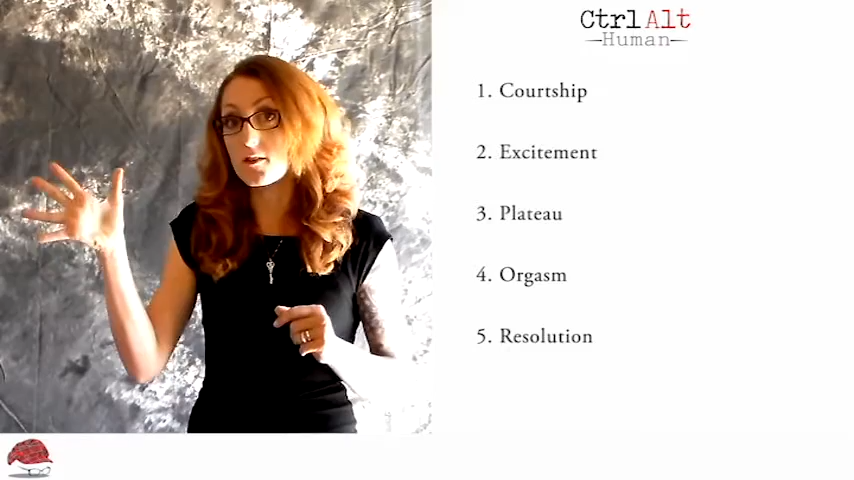 Ctrl Alt
Human
1. Courtship
2. Excitement
3. Plateau
4. Orgasm
5. Resolution